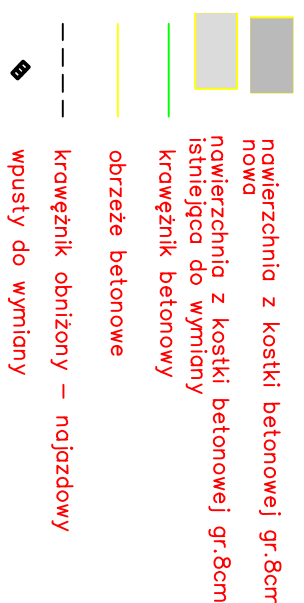 nawierzchnia z kostki betonowej gr.8cm
nowa
nawierzchnia z kostki betonowej gr.8cm
istniejąca do wymiany
krawężnik betonowy
obrzeże betonowe
krawężnik obniżony – najazdowy
wpusty do wymiany